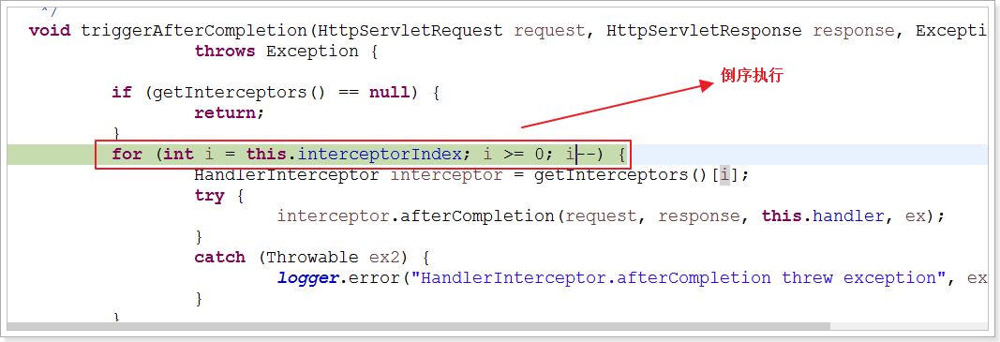 */
void triggerAfterCompletion(HttpServletRequest request, HttpServletResponse response, Excepti
throws Exception {
倒序执行
if (getInterceptors() == null) {
return;
}
for (int i = this.interceptorIndex; i >= 0; i--) {
HandlerInterceptor interceptor = getInterceptors()[i];
try {
interceptor.afterCompletion(request, response, this.handler, ex);
}
catch (Throwable ex2) {
logger.error("HandlerInterceptor.afterCompletion threw exception", ex
}
}